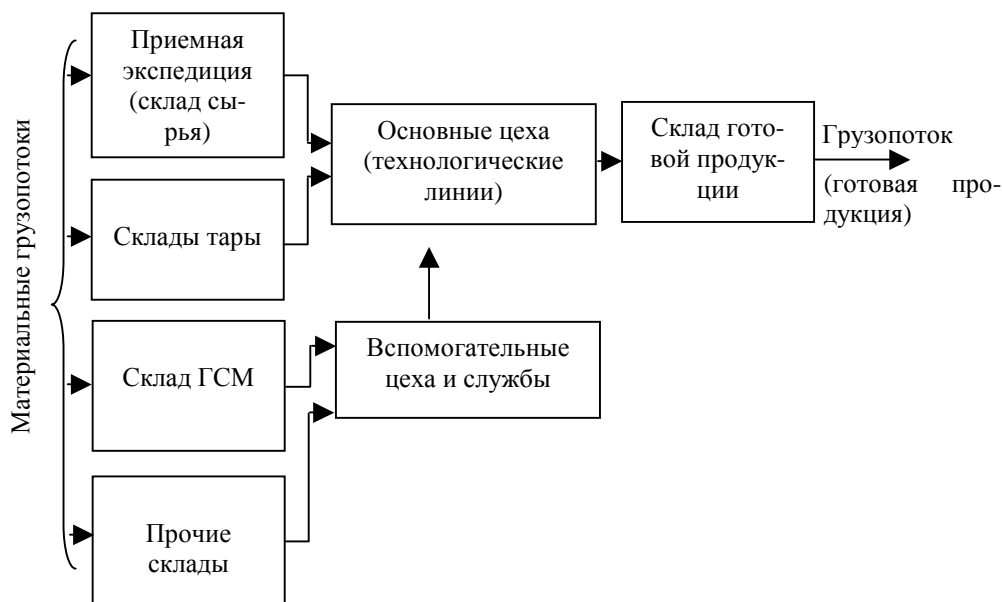 Материальные грузопотоки
Приемная
экспедиция
(склад сы-
рья)
Склады тары
Склад ГСМ
Прочие
склады
Основные цеха
(технологические
линии)
Вспомогательные
цеха и службы
Склад гото-
вой продук-
ции
Грузопоток
(готовая про-
дукция)